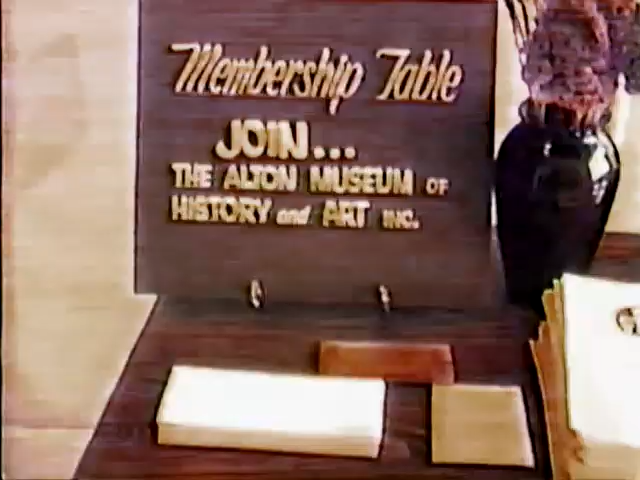 Membership Table
JOIN...
THE ALTON MUSEUM OF
HISTORY and ART INC.